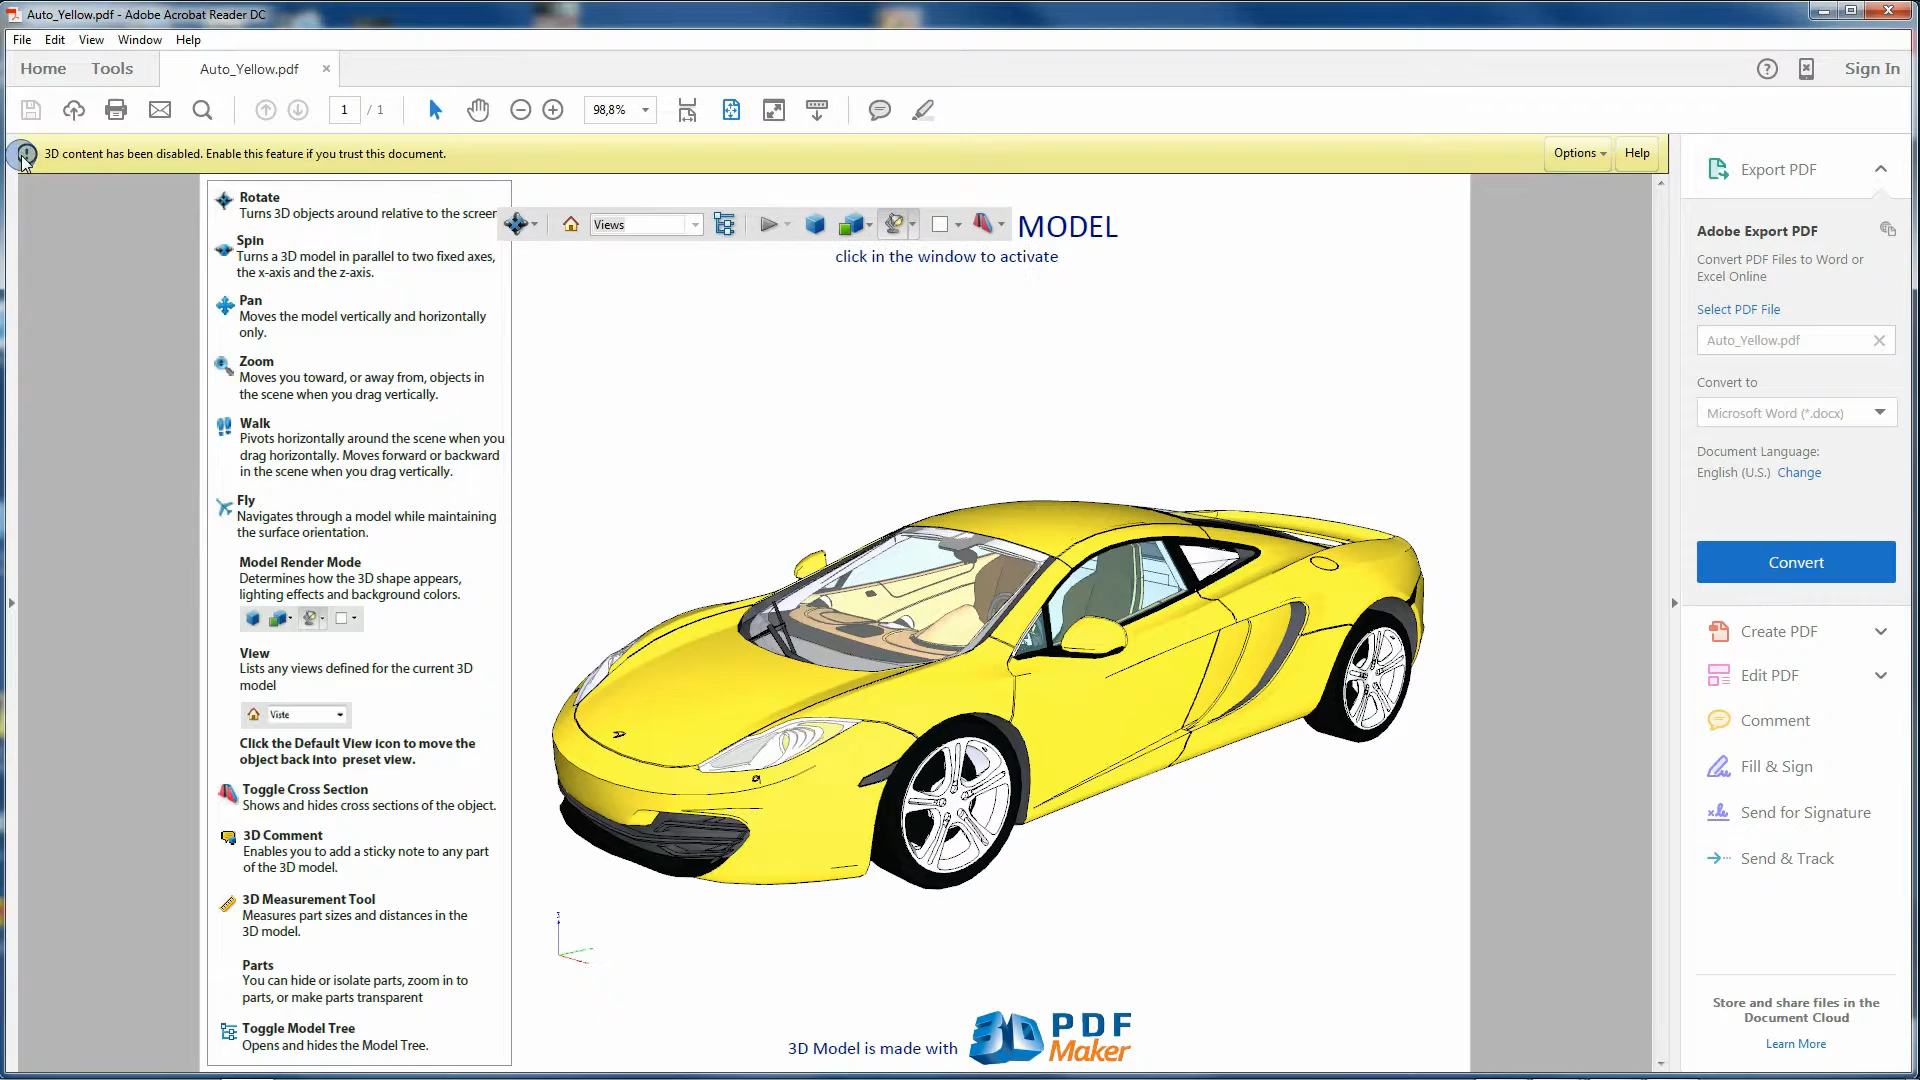 Auto_Yellow.pdf - Adobe Acrobat Reader DC
File Edit View Window Help
Home Tools Auto_Yellow.pdf × Sign In
1 / 1 98,8%
3D content has been disabled. Enable this feature if you trust this document. Options Help
Rotate
Turns 3D objects around relative to the screen
Spin
Turns a 3D model in parallel to two fixed axes,
the x-axis and the z-axis.
Pan
Moves the model vertically and horizontally
only.
Zoom
Moves you toward, or away from, objects in
the scene when you drag vertically.
Walk
Pivots horizontally around the scene when you
drag horizontally. Moves forward or backward
in the scene when you drag vertically.
Fly
Navigates through a model while maintaining
the surface orientation.
Model Render Mode
Determines how the 3D shape appears,
lighting effects and background colors.
View
Lists any views defined for the current 3D
model
Viste
Click the Default View icon to move the
object back into preset view.
Toggle Cross Section
Shows and hides cross sections of the object.
3D Comment
Enables you to add a sticky note to any part
of the 3D model.
3D Measurement Tool
Measures part sizes and distances in the
3D model.
Parts
You can hide or isolate parts, zoom in to
parts, or make parts transparent
Toggle Model Tree
Opens and hides the Model Tree.
Views
MODEL
click in the window to activate
3D Model is made with
3D PDF
Maker
Export PDF
Adobe Export PDF
Convert PDF Files to Word or
Excel Online
Select PDF File
Auto_Yellow.pdf
Convert to
Microsoft Word (*.docx)
Document Language:
English (U.S.) Change
Convert
Create PDF
Edit PDF
Comment
Fill & Sign
Send for Signature
Send & Track
Store and share files in the
Document Cloud
Learn More